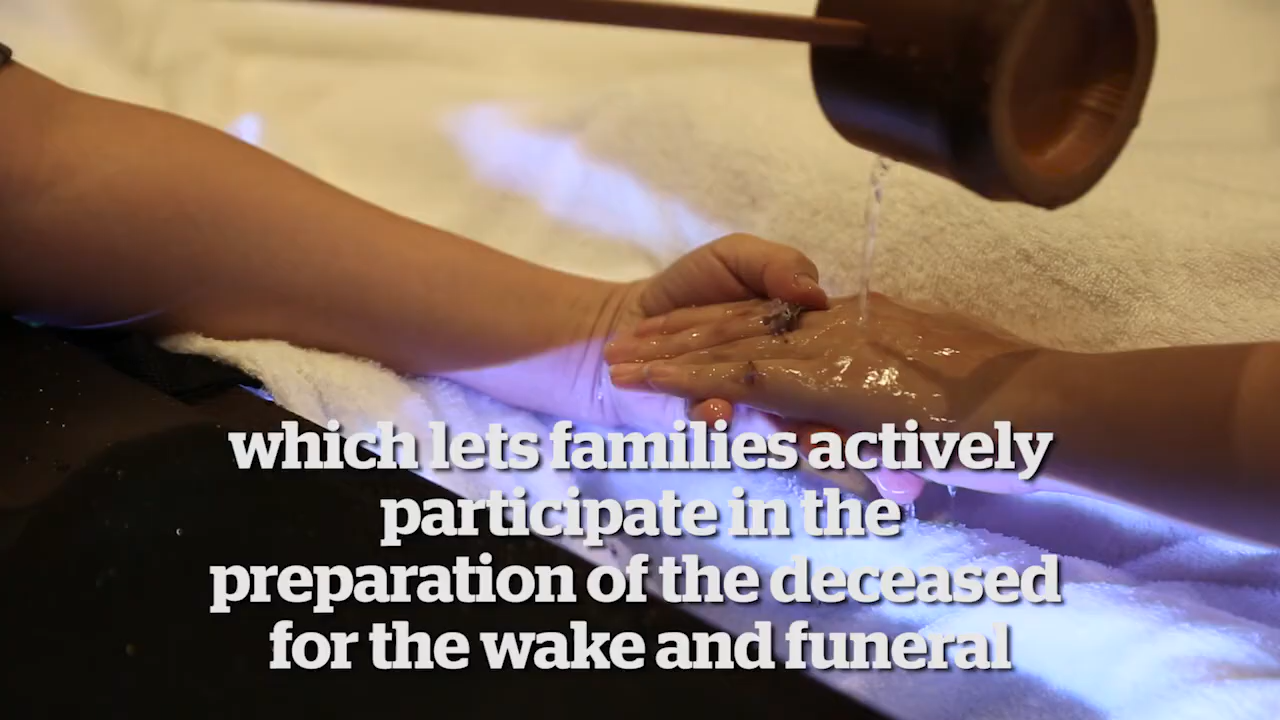 which lets families actively
participate in the
preparation of the deceased
for the wake and funeral